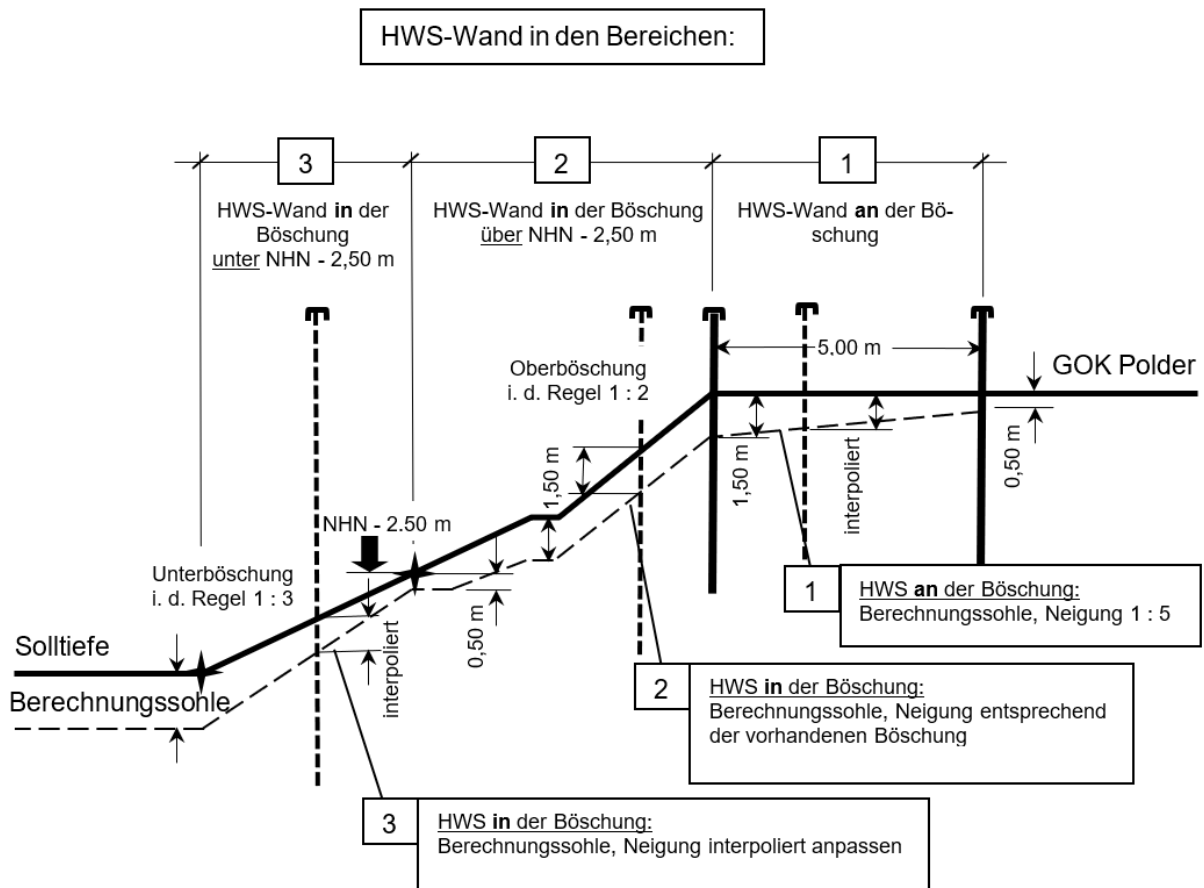 HWS-Wand in den Bereichen:
3
2
1
HWS-Wand in der
Böschung
unter NHN - 2,50 m
HWS-Wand in der Böschung
über NHN - 2,50 m
HWS-Wand an der Bö-
schung
5,00 m
GOK Polder
Oberböschung
i. d. Regel 1 : 2
1,50 m
1,50 m
interpoliert
0,50 m
NHN - 2.50 m
Unterböschung
i. d. Regel 1 : 3
0,50 m
interpoliert
Solltiefe
Berechnungssohle
1
HWS an der Böschung:
Berechnungssohle, Neigung 1 : 5
2
HWS in der Böschung:
Berechnungssohle, Neigung entsprechend
der vorhandenen Böschung
3
HWS in der Böschung:
Berechnungssohle, Neigung interpoliert anpassen